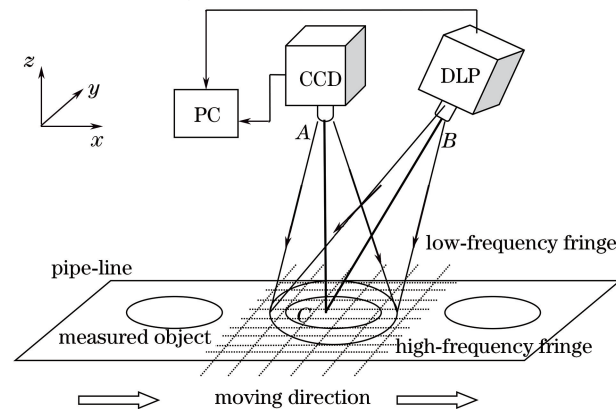 CCD
DLP
z
y
PC
x
A
B
low-frequency fringe
pipe-line
C
measured object
high-frequency fringe
moving direction